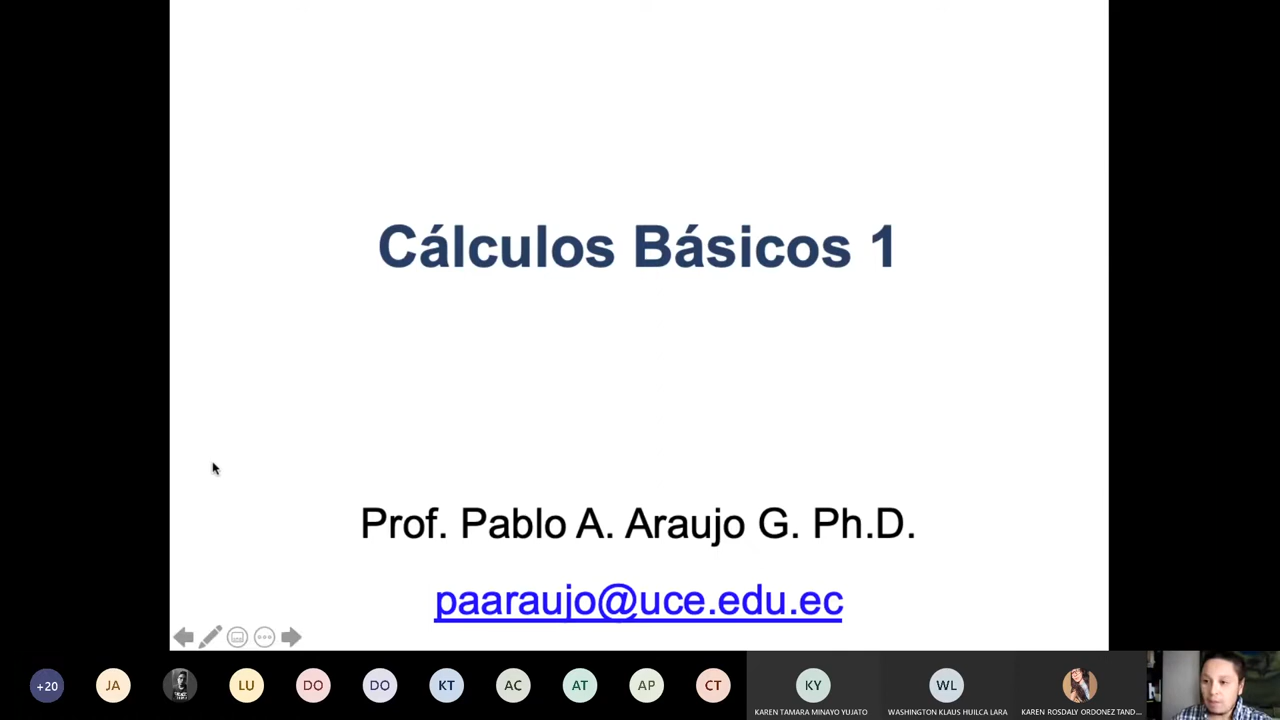 Cálculos Básicos 1
Prof. Pablo A. Araujo G. Ph.D.
paaraujo@uce.edu.ec
+20
JA
LU
DO
DO
KT
AC
AT
AP
CT
KY
WL
KAREN TAMARA MINAYO YUJATO
WASHINGTON KLAUS HUILCA LARA
KAREN ROSDALY ORDONEZ TAND...